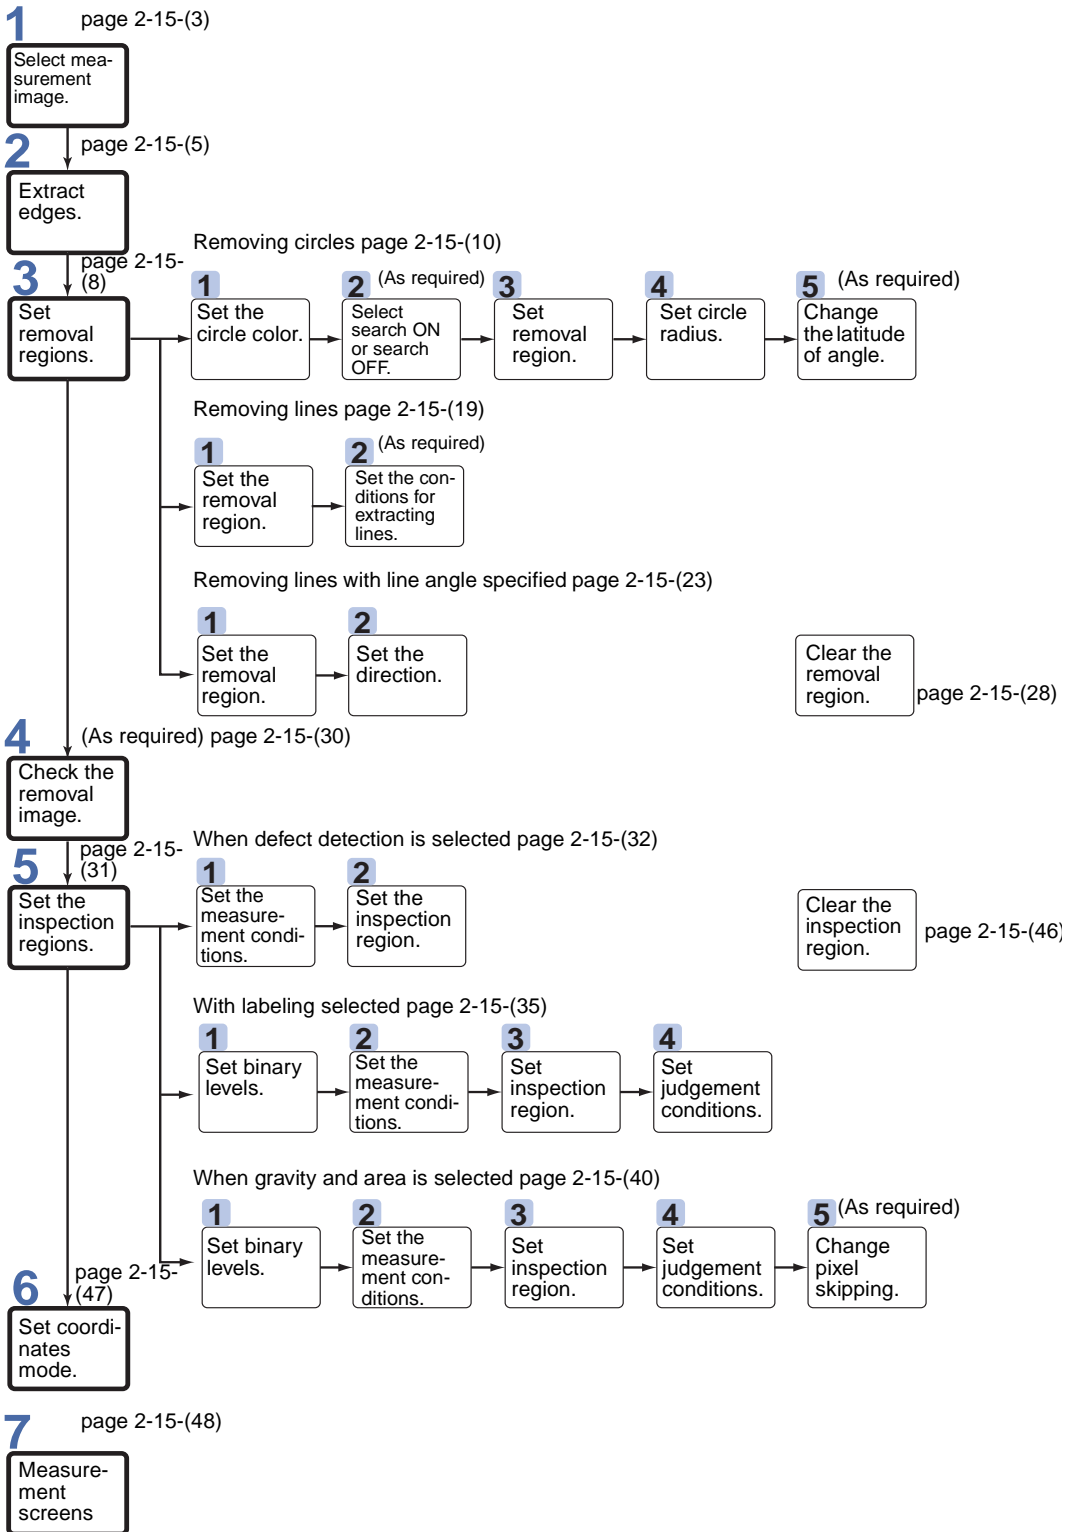 1
page 2-15-(3)
Select mea-
surement
image.
2
page 2-15-(5)
Extract
edges.
3
page 2-15-
(8)
Set
removal
regions.
Removing circles page 2-15-(10)
1
Set the
circle color.
2
(As required)
Select
search ON
or search
OFF.
3
Set
removal
region.
4
Set circle
radius.
5
(As required)
Change
the latitude
of angle.
Removing lines page 2-15-(19)
1
Set the
removal
region.
2
(As required)
Set the con-
ditions for
extracting
lines.
Removing lines with line angle specified page 2-15-(23)
1
Set the
removal
region.
2
Set the
direction.
Clear the
removal
region.
page 2-15-(28)
4
(As required) page 2-15-(30)
Check the
removal
image.
5
page 2-15-
(31)
Set the
inspection
regions.
When defect detection is selected page 2-15-(32)
1
Set the
measure-
ment condi-
tions.
2
Set the
inspection
region.
Clear the
inspection
region.
page 2-15-(46)
With labeling selected page 2-15-(35)
1
Set binary
levels.
2
Set the
measure-
ment condi-
tions.
3
Set
inspection
region.
4
Set
judgement
conditions.
When gravity and area is selected page 2-15-(40)
1
Set binary
levels.
2
Set the
measure-
ment con-
ditions.
3
Set
inspection
region.
4
Set
judgement
conditions.
5
(As required)
Change
pixel
skipping.
6
page 2-15-
(47)
Set coordi-
nates
mode.
7
page 2-15-(48)
Measure-
ment
screens